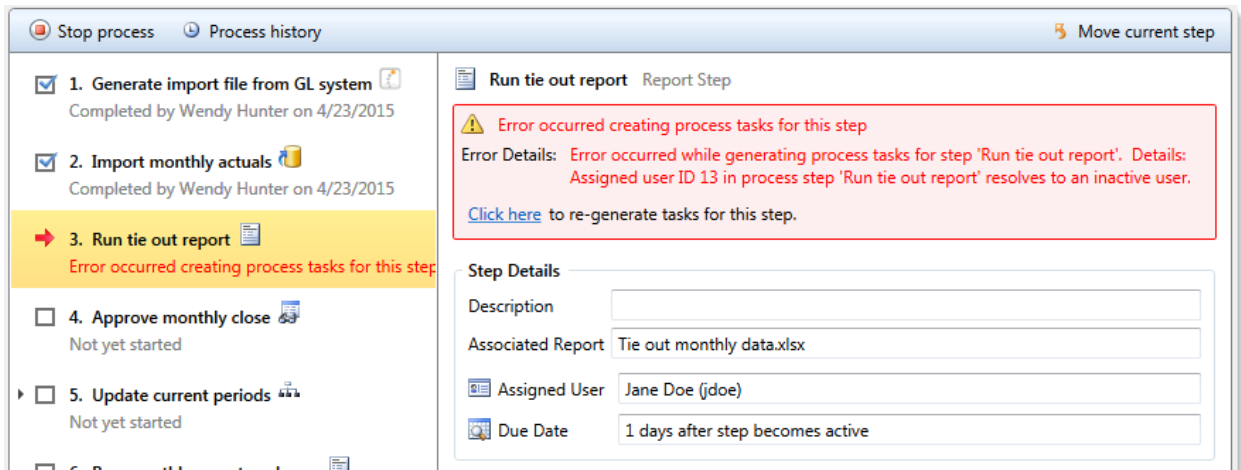 Stop process Process history Move current step
1. Generate import file from GL system
Completed by Wendy Hunter on 4/23/2015
2. Import monthly actuals
Completed by Wendy Hunter on 4/23/2015
3. Run tie out report
Error occurred creating process tasks for this step
4. Approve monthly close
Not yet started
5. Update current periods
Not yet started
Run tie out report Report Step
Error occurred creating process tasks for this step
Error Details: Error occurred while generating process tasks for step 'Run tie out report'. Details:
Assigned user ID 13 in process step 'Run tie out report' resolves to an inactive user.
Click here to re-generate tasks for this step.
Step Details
Description
Associated Report Tie out monthly data.xlsx
Assigned User Jane Doe (jdoe)
Due Date 1 days after step becomes active